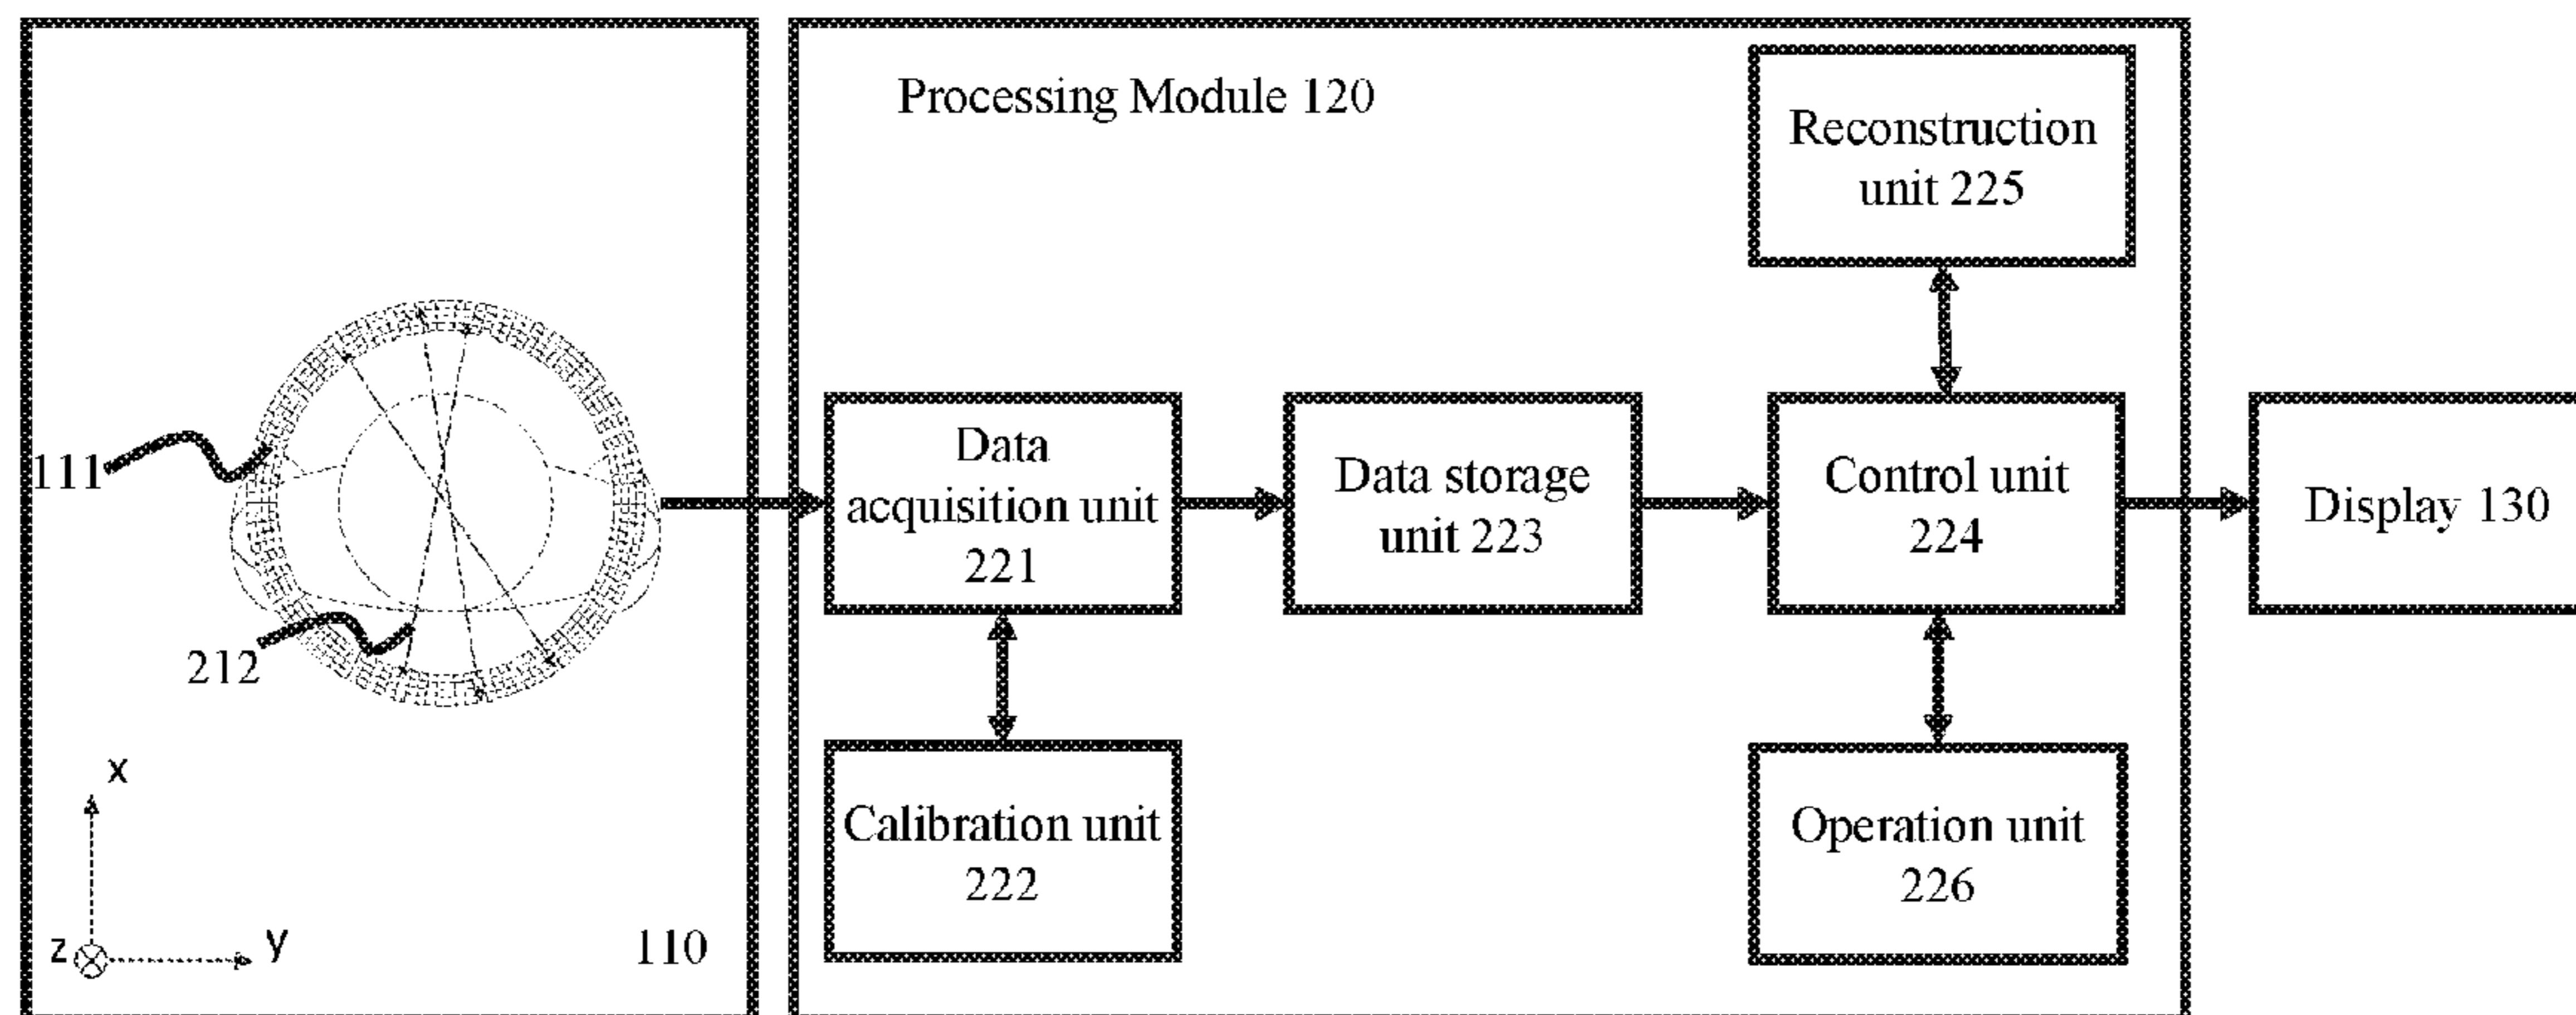 Processing Module 120
Reconstruction
unit 225
111
212
Data
acquisition unit
221
Data storage
unit 223
Control unit
224
Display 130
Calibration unit
222
Operation unit
226
x
z
y
110